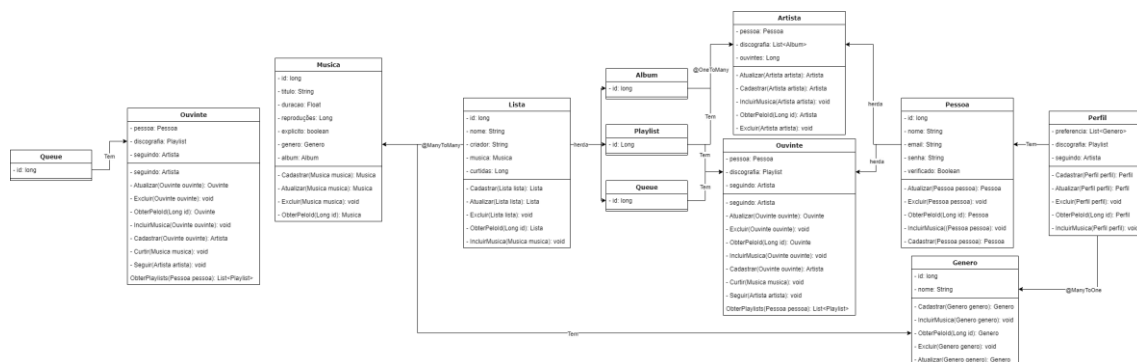 Queue
- id: long
Tem
Ouvinte
- pessoa: Pessoa
- discografia: Playlist
- seguindo: Artista
- seguindo: Artista
- Atualizar(Ouvinte ouvinte): Ouvinte
- Excluir(Ouvinte ouvinte): void
- ObterPeloId(Long id): Ouvinte
- IncluirMusica(Ouvinte ouvinte): void
- Cadastrar(Ouvinte ouvinte): Artista
- Curtir(Musica musica): void
- Seguir(Artista artista): void
ObterPlaylists(Pessoa pessoa): List<Playlist>
Musica
- id: long
- titulo: String
- duracao: Float
- reproduções: Long
- explicito: boolean
- genero: Genero
- album: Album
- Cadastrar(Musica musica): Musica
- Atualizar(Musica musica): Musica
- Excluir(Musica musica): void
- ObterPeloId(Long id): Musica
@ManyToMany
Lista
- id: long
- nome: String
- criador: String
- musica: Musica
- curtidas: Long
- Cadastrar(Lista lista): Lista
- Atualizar(Lista lista): Lista
- Excluir(Lista lista): void
- ObterPeloId(Long id): Lista
- IncluirMusica(Musica musica): void
herda
Album
- id: long
Playlist
- id: Long
Queue
- id: long
@OneToMany
Tem
Tem
Tem
Artista
- pessoa: Pessoa
- discografia: List<Album>
- ouvintes: Long
- Atualizar(Artista artista): Artista
- Cadastrar(Artista artista): Artista
- IncluirMusica(Artista artista): void
- ObterPeloId(Long id): Artista
- Excluir(Artista artista): void
Ouvinte
- pessoa: Pessoa
- discografia: Playlist
- seguindo: Artista
- seguindo: Artista
- Atualizar(Ouvinte ouvinte): Ouvinte
- Excluir(Ouvinte ouvinte): void
- ObterPeloId(Long id): Ouvinte
- IncluirMusica(Ouvinte ouvinte): void
- Cadastrar(Ouvinte ouvinte): Artista
- Curtir(Musica musica): void
- Seguir(Artista artista): void
ObterPlaylists(Pessoa pessoa): List<Playlist>
herda
herda
Pessoa
- id: long
- nome: String
- email: String
- senha: String
- verificado: Boolean
- Atualizar(Pessoa pessoa): Pessoa
- Excluir(Pessoa pessoa): void
- ObterPeloId(Long id): Pessoa
- IncluirMusica((Pessoa pessoa): void
- Cadastrar(Pessoa pessoa): Pessoa
Tem
Perfil
- preferencia: List<Genero>
- discografia: Playlist
- seguindo: Artista
- Cadastrar(Perfil perfil): Perfil
- Atualizar(Perfil perfil): Perfil
- Excluir(Perfil perfil): void
- ObterPeloId(Long id): Perfil
- IncluirMusica(Perfil perfil): void
@ManyToOne
Genero
- id: long
- nome: String
- Cadastrar(Genero genero): Genero
- IncluirMusica(Genero genero): void
- ObterPeloId(Long id): Genero
- Excluir(Genero genero): void
- Atualizar(Genero genero): Genero
Tem